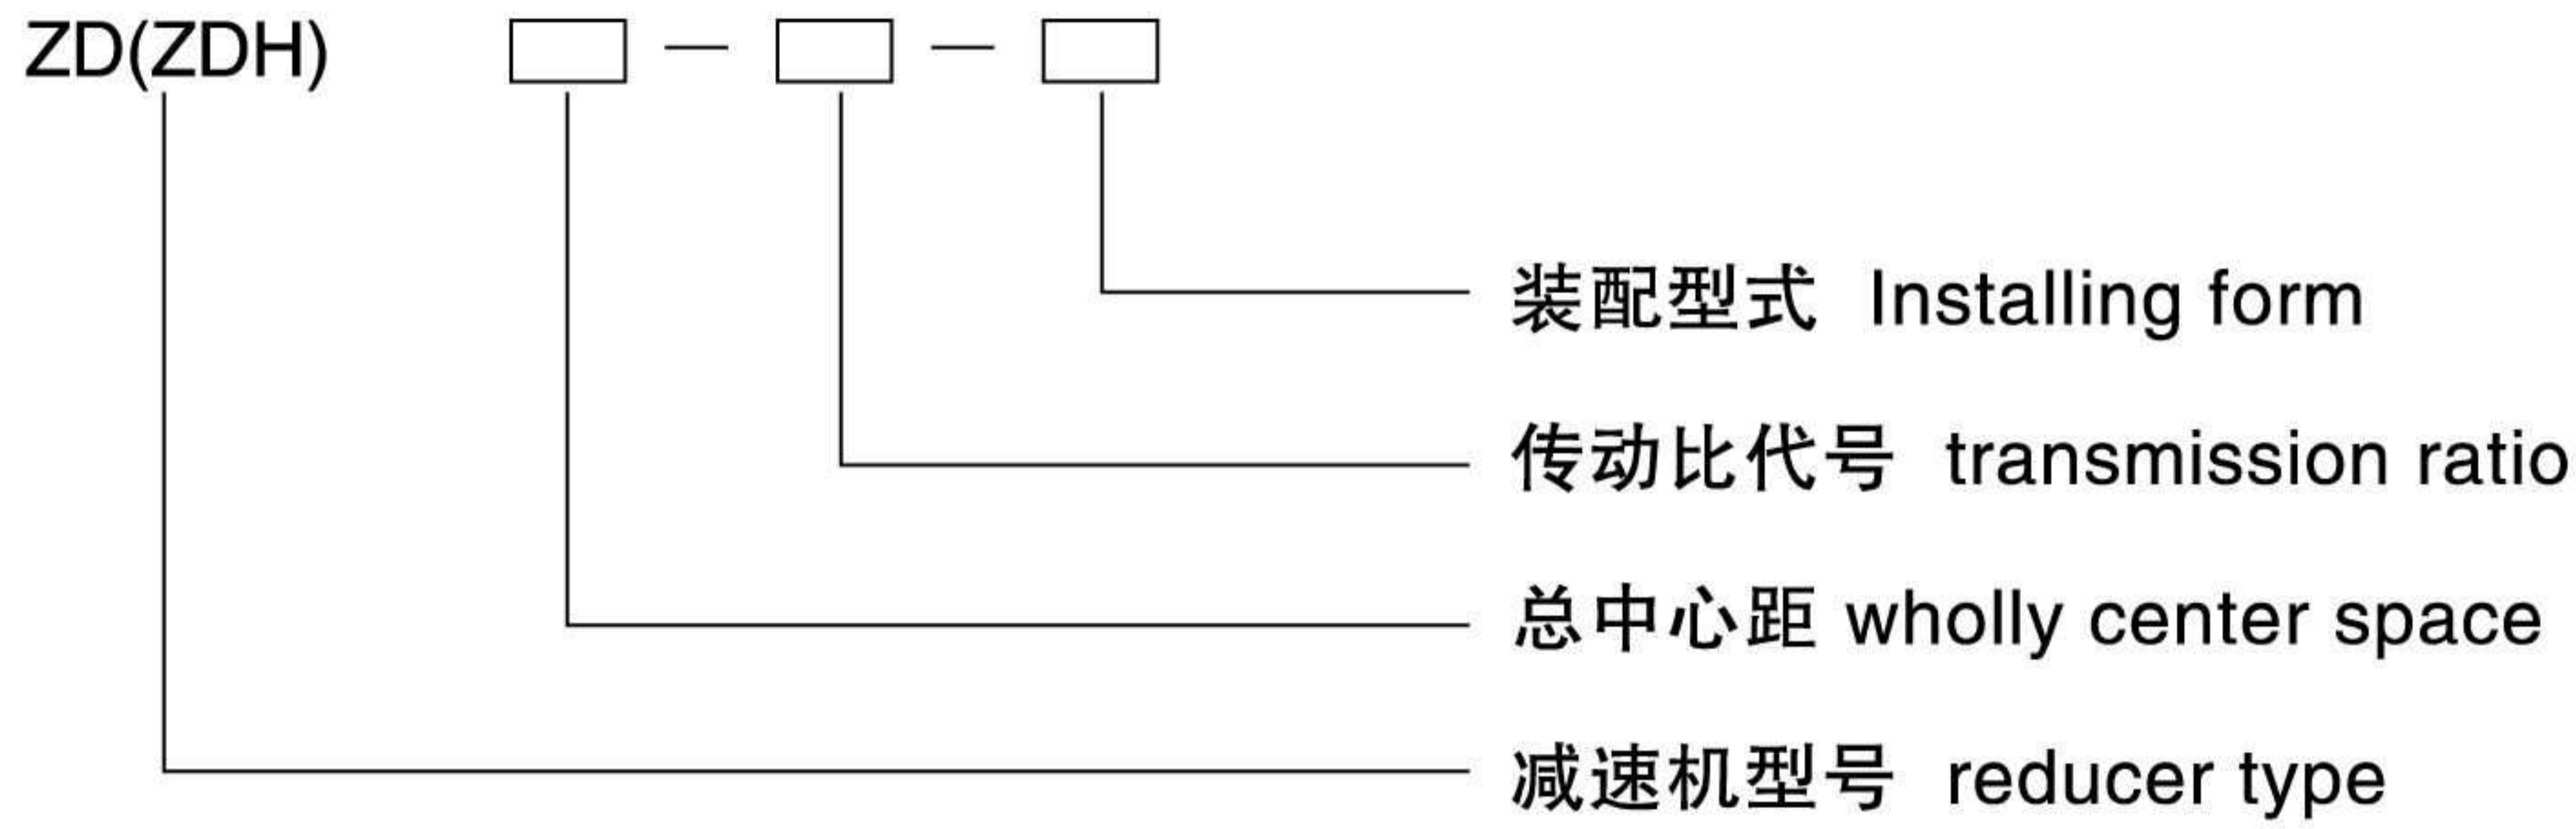 ZD(ZDH) □ — □ — □
装配型式 Installing form
传动比代号 transmission ratio
总中心距 wholly center space
减速机型号 reducer type